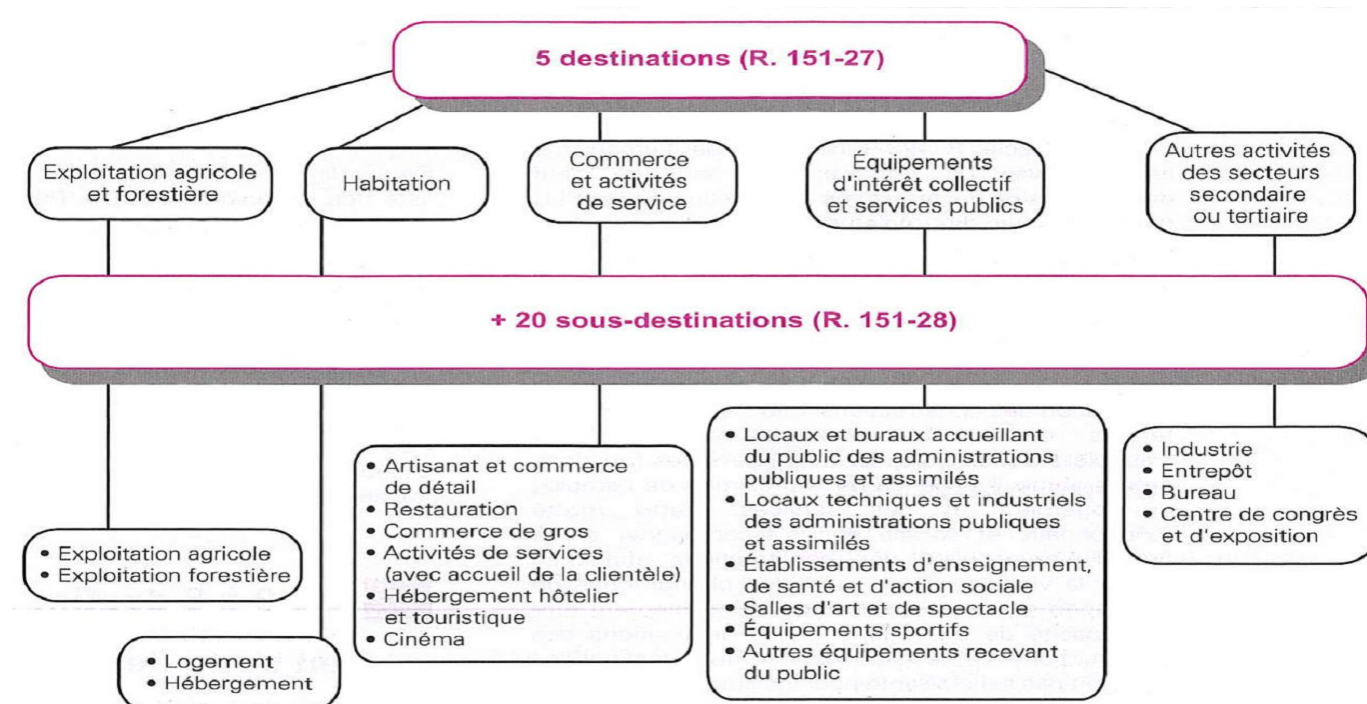 5 destinations (R. 151-27)
Exploitation agricole
et forestière
Habitation
Commerce
et activités
de service
Équipements
d'intérêt collectif
et services publics
Autres activités
des secteurs
secondaire
ou tertiaire
+ 20 sous-destinations (R. 151-28)
• Exploitation agricole
• Exploitation forestière
• Logement
• Hébergement
• Artisanat et commerce
de détail
• Restauration
• Commerce de gros
• Activités de services
(avec accueil de la clientèle)
• Hébergement hôtelier
et touristique
• Cinéma
• Locaux et buraux accueillant
du public des administrations
publiques et assimilés
• Locaux techniques et industriels
des administrations publiques
et assimilés
• Établissements d'enseignement,
de santé et d'action sociale
• Salles d'art et de spectacle
• Équipements sportifs
• Autres équipements recevant
du public
• Industrie
• Entrepôt
• Bureau
• Centre de congrès
et d'exposition